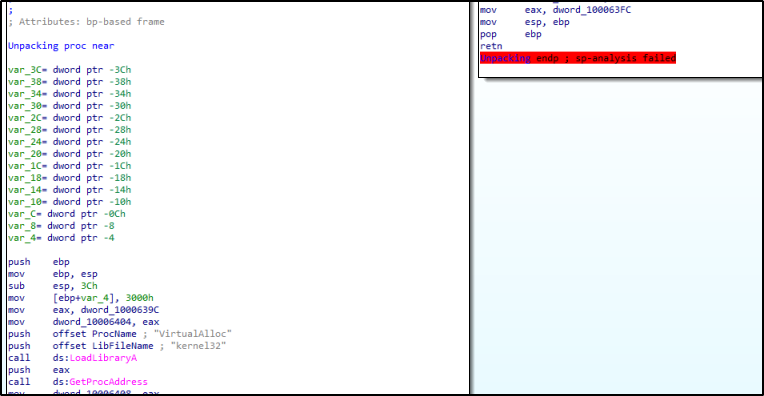 ;
; Attributes: bp-based frame
Unpacking proc near
var_3C= dword ptr -3Ch
var_38= dword ptr -38h
var_34= dword ptr -34h
var_30= dword ptr -30h
var_2C= dword ptr -2Ch
var_28= dword ptr -28h
var_24= dword ptr -24h
var_20= dword ptr -20h
var_1C= dword ptr -1Ch
var_18= dword ptr -18h
var_14= dword ptr -14h
var_10= dword ptr -10h
var_C= dword ptr -0Ch
var_8= dword ptr -8
var_4= dword ptr -4
push ebp
mov ebp, esp
sub esp, 3Ch
mov [ebp+var_4], 3000h
mov eax, dword_1000639C
mov dword_10006404, eax
push offset ProcName ; "VirtualAlloc"
push offset LibFileName ; "kernel32"
call ds:LoadLibraryA
push eax
call ds:GetProcAddress
mov dword_10006408, eax
mov eax, dword_100063FC
mov esp, ebp
pop ebp
retn
Unpacking endp ; sp-analysis failed